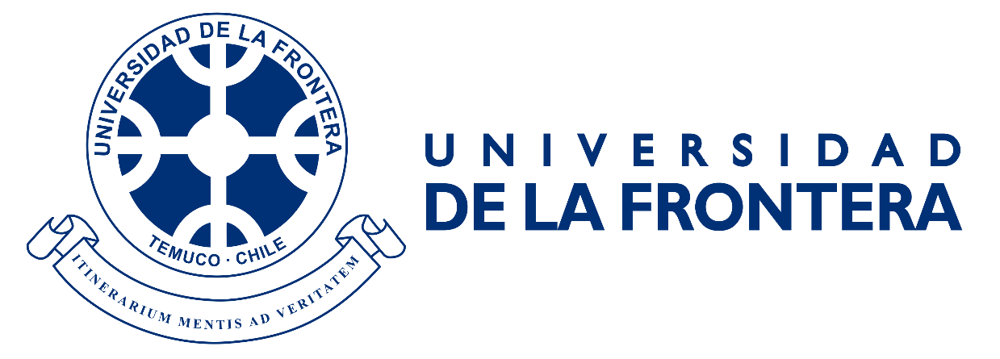 UNIVERSIDAD DE LA FRONTERA
TEMUCO · CHILE
ITINERARIUM MENTIS AD VERITATEM
UNIVERSIDAD
DE LA FRONTERA